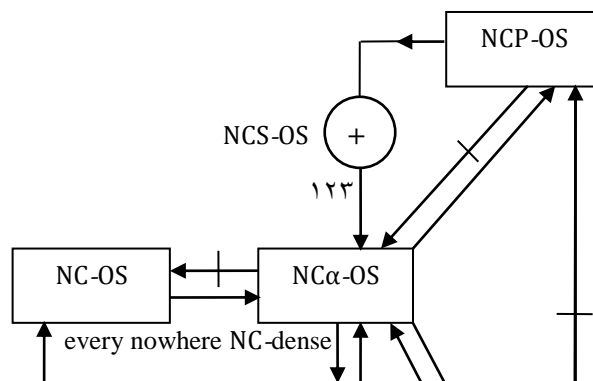 NCP-OS
NCS-OS
+
١٢٣
NC-OS
NCα-OS
every nowhere NC-dense